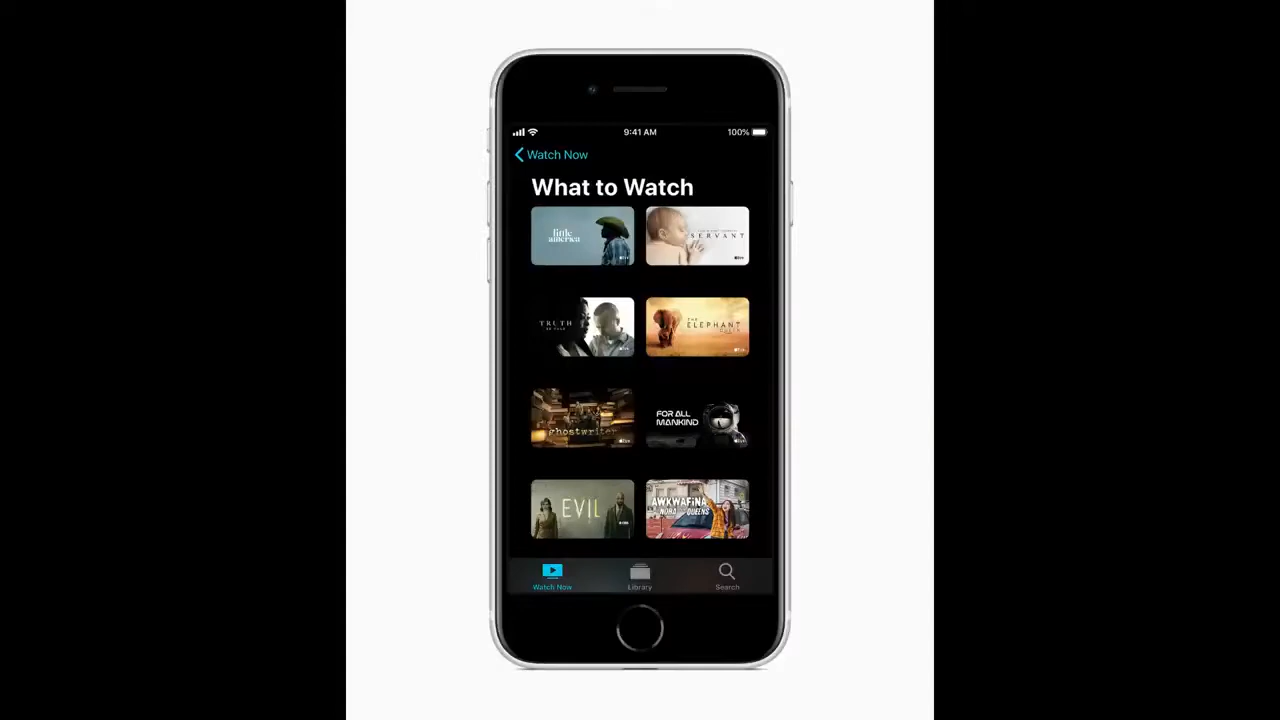 9:41 AM
100%
Watch Now
What to Watch
little
america
SERVANT
TRUTH
BE TOLD
THE
ELEPHANT
QUEEN
ghostwriter
FOR ALL
MANKIND
EVIL
AWKWAFINA
IS NORA FROM QUEENS
Watch Now
Library
Search